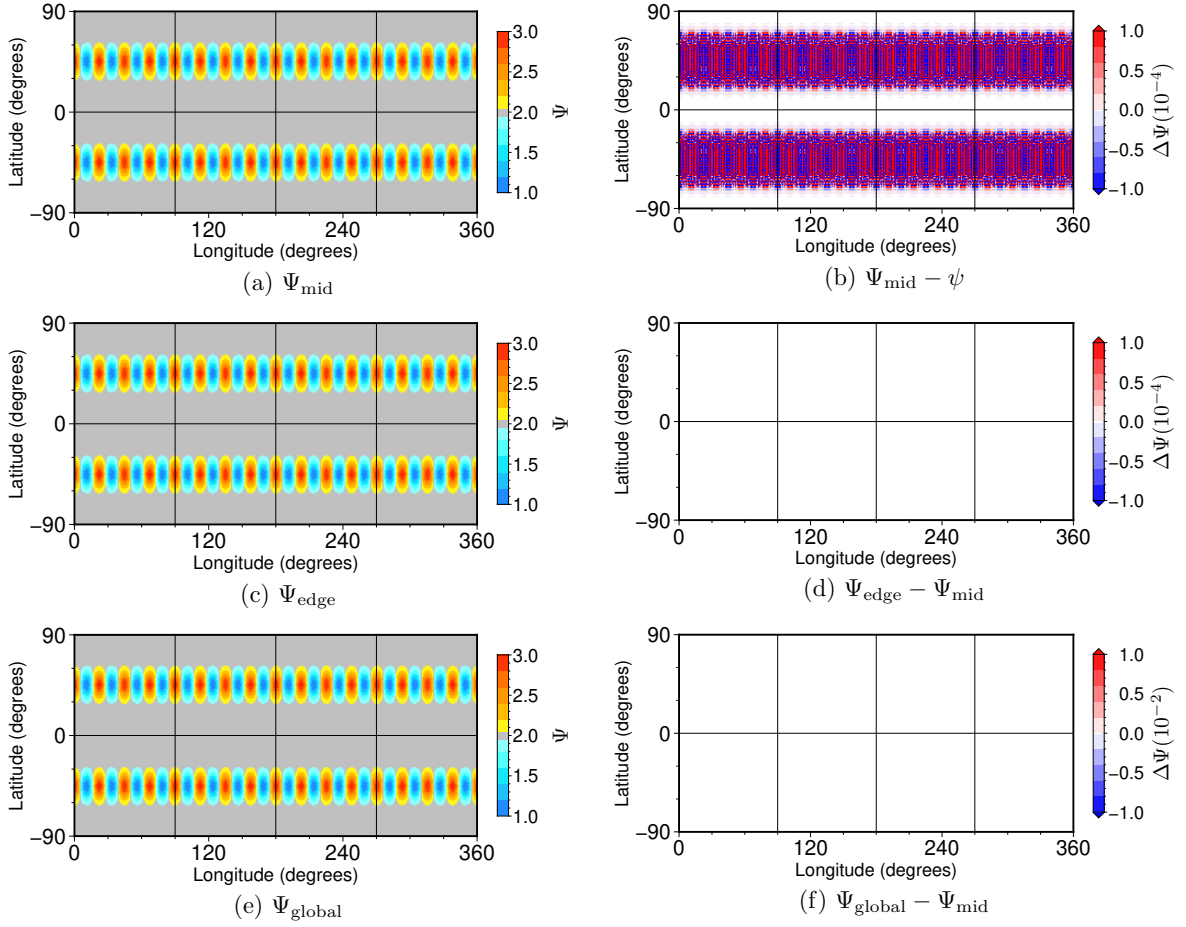 90
0
−90
Latitude (degrees)
0 120 240 360
Longitude (degrees)
3.0
2.5
2.0
1.5
1.0
Ψ
(a) Ψmid
90
0
−90
Latitude (degrees)
0 120 240 360
Longitude (degrees)
1.0
0.5
0.0
−0.5
−1.0
ΔΨ(10−4)
(b) Ψmid − ψ
90
0
−90
Latitude (degrees)
0 120 240 360
Longitude (degrees)
3.0
2.5
2.0
1.5
1.0
Ψ
(c) Ψedge
90
0
−90
Latitude (degrees)
0 120 240 360
Longitude (degrees)
1.0
0.5
0.0
−0.5
−1.0
ΔΨ(10−4)
(d) Ψedge − Ψmid
90
0
−90
Latitude (degrees)
0 120 240 360
Longitude (degrees)
3.0
2.5
2.0
1.5
1.0
Ψ
(e) Ψglobal
90
0
−90
Latitude (degrees)
0 120 240 360
Longitude (degrees)
1.0
0.5
0.0
−0.5
−1.0
ΔΨ(10−2)
(f) Ψglobal − Ψmid